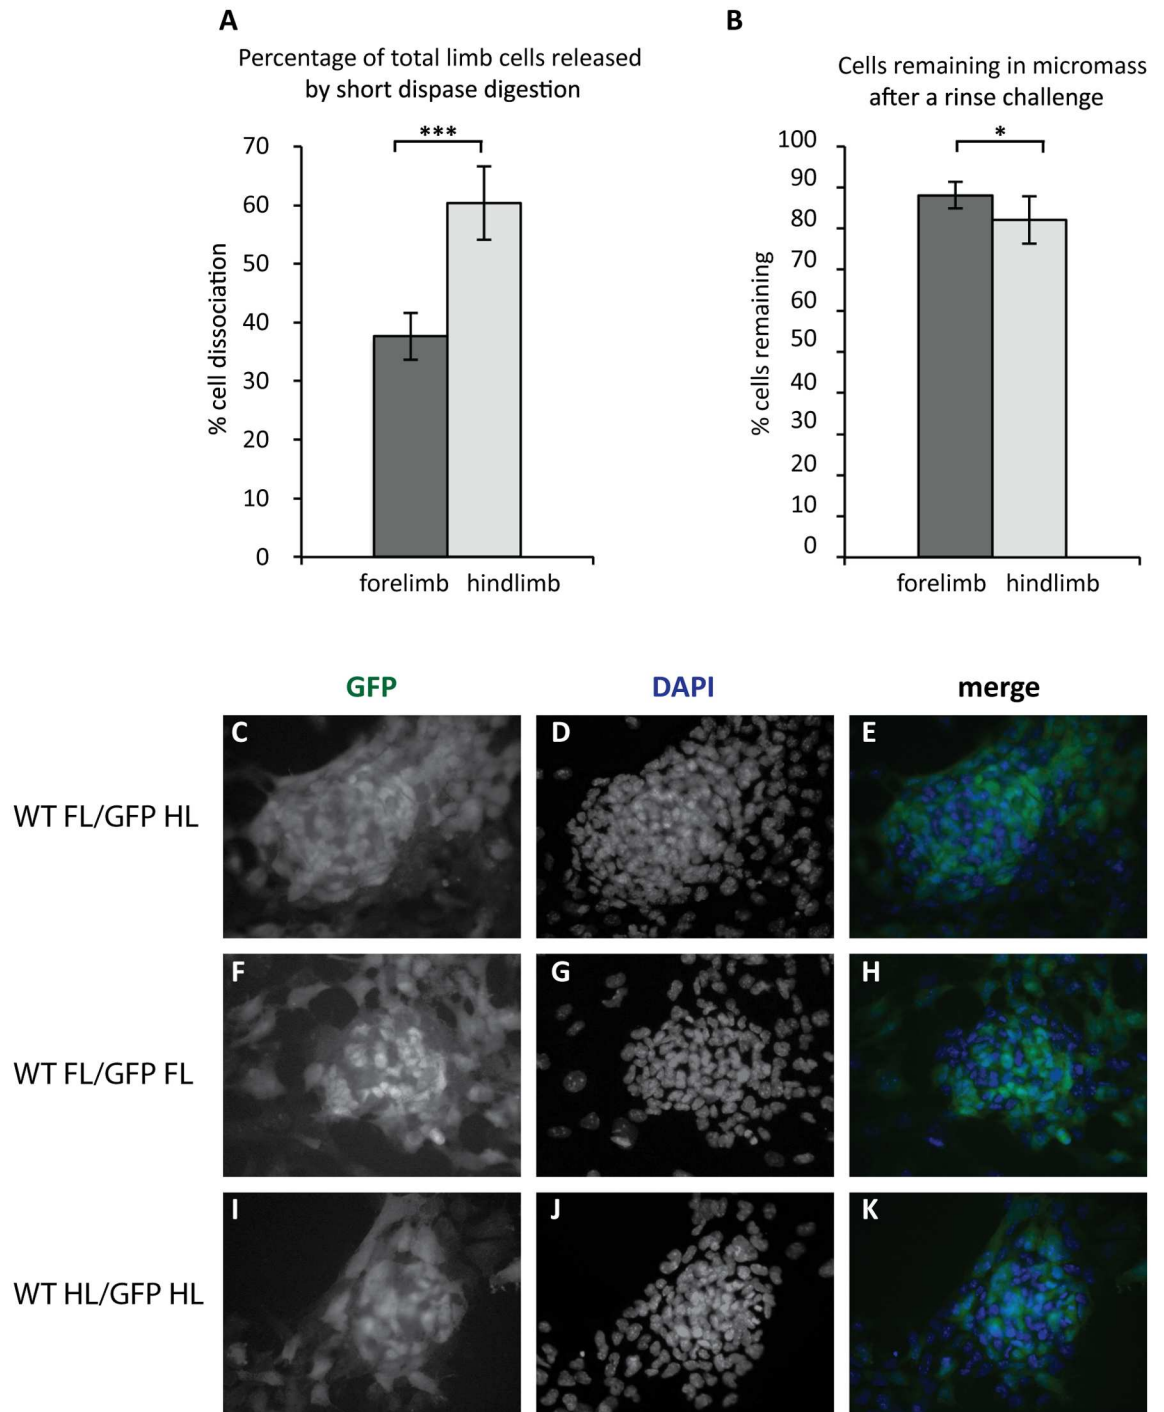 A
Percentage of total limb cells released
by short dispase digestion
***
% cell dissociation
70
60
50
40
30
20
10
0
forelimb hindlimb
B
Cells remaining in micromass
after a rinse challenge
*
% cells remaining
100
90
80
70
60
50
40
30
20
10
0
forelimb hindlimb
GFP DAPI merge
WT FL/GFP HL
C D E
WT FL/GFP FL
F G H
WT HL/GFP HL
I J K